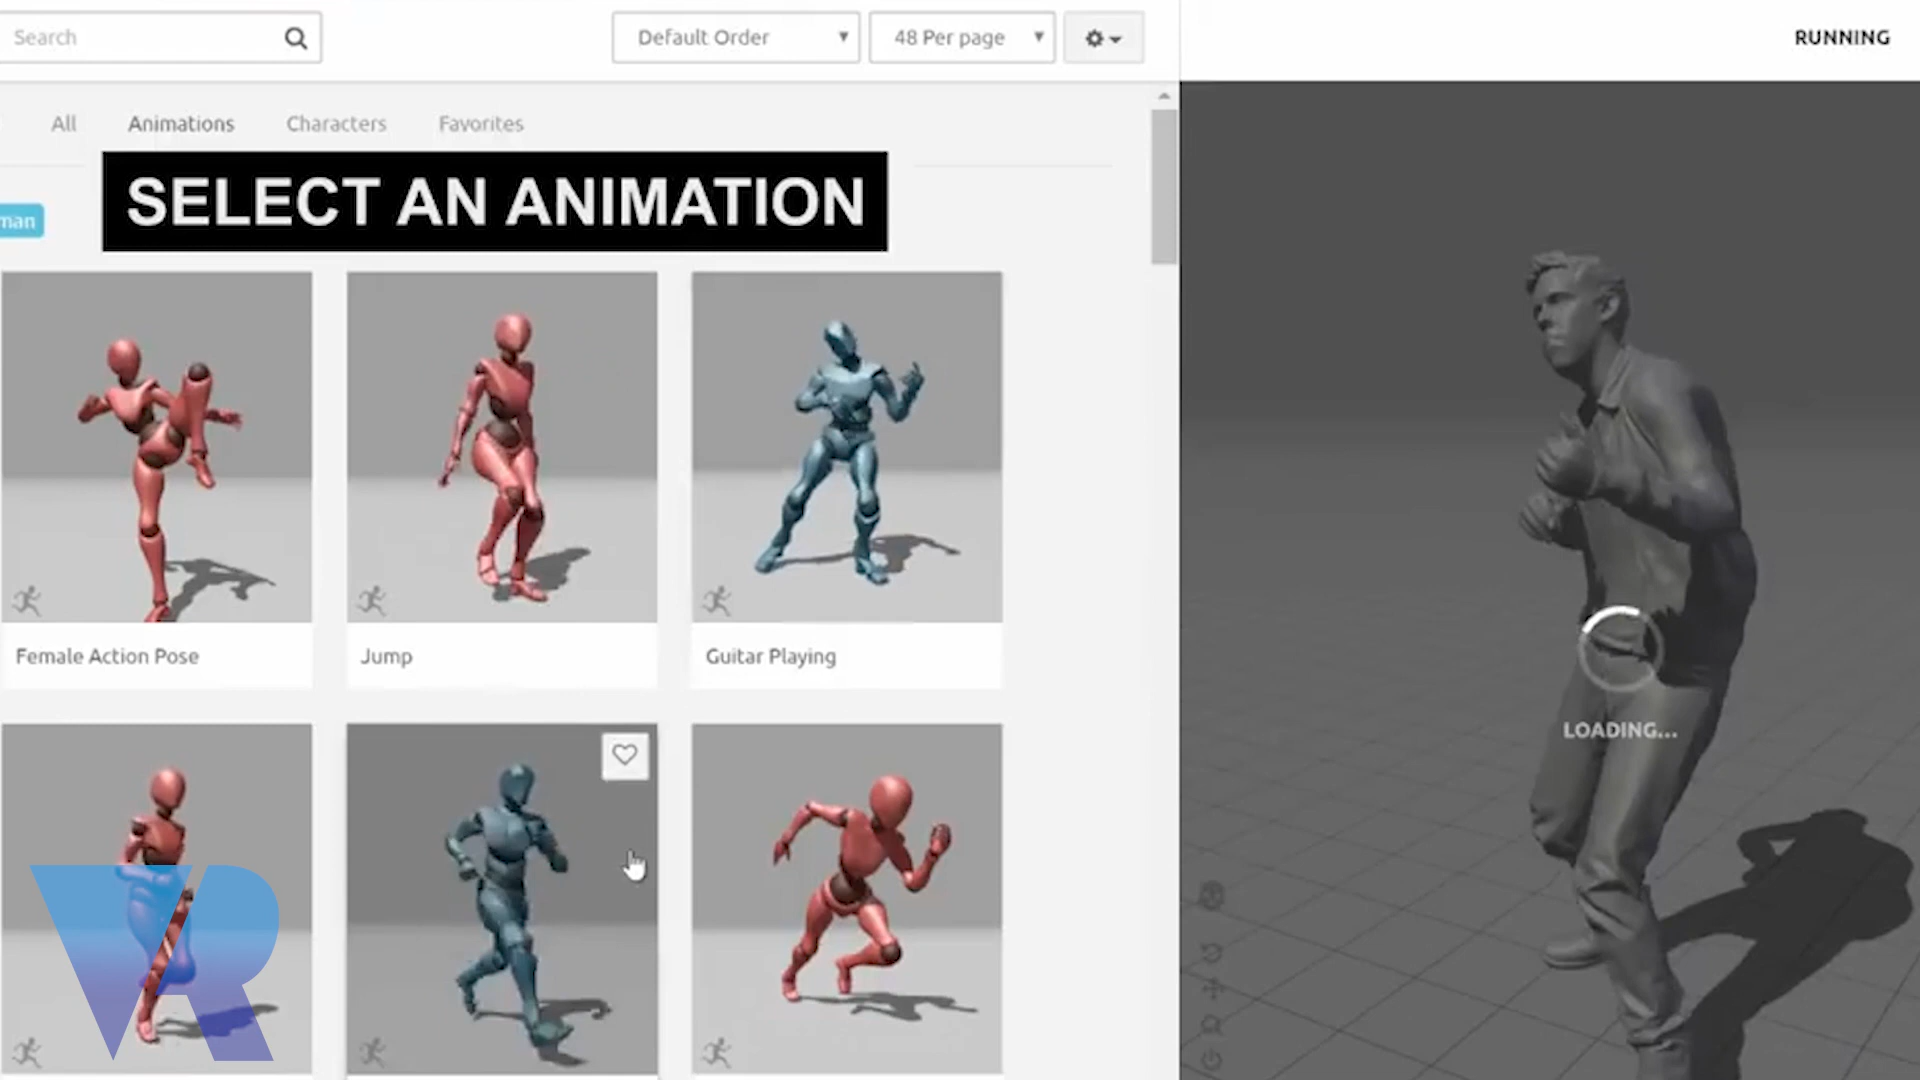 Search
Default Order
48 Per page
RUNNING
All
Animations
Characters
Favorites
SELECT AN ANIMATION
man
Female Action Pose
Jump
Guitar Playing
LOADING...
VR